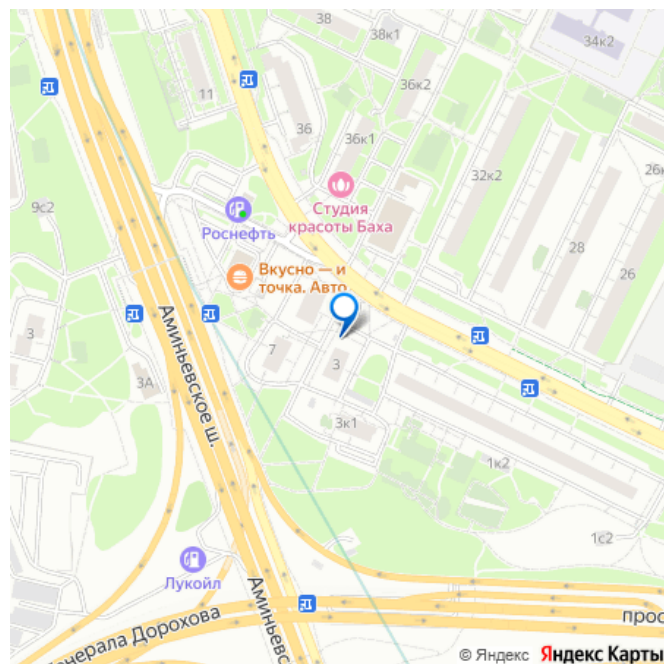 38
38к1
34к2
11
36к2
36
36к1
32к2
26к
Студия
красоты Баха
9с2
Роснефть
28
26
Вкусно — и
точка. Авто
3
7
3
3А
Аминьевское ш.
3к1
1к2
1с2
Лукойл
Аминьевс
енерала Дорохова
прос
© Яндекс Яндекс Карты